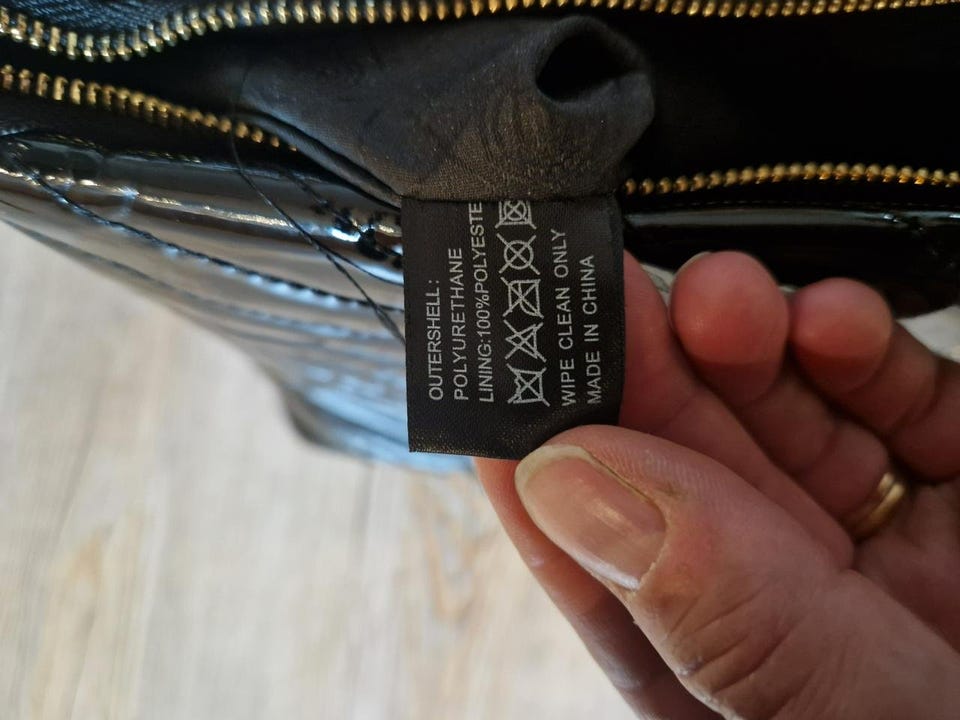 OUTERSHELL:
POLYURETHANE
LINING:100%POLYESTE
WIPE CLEAN ONLY
MADE IN CHINA